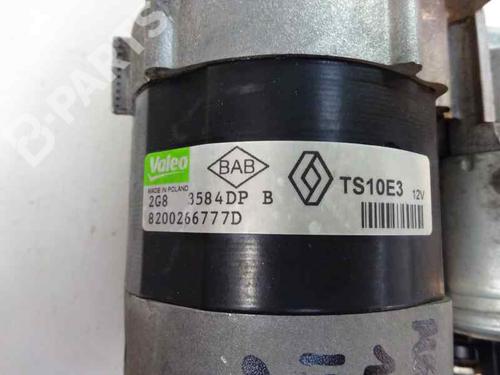 B-PARTS
Valeo
MADE IN POLAND
BAB
TS10E3 12V
2G8 3584DP B
8200266777D